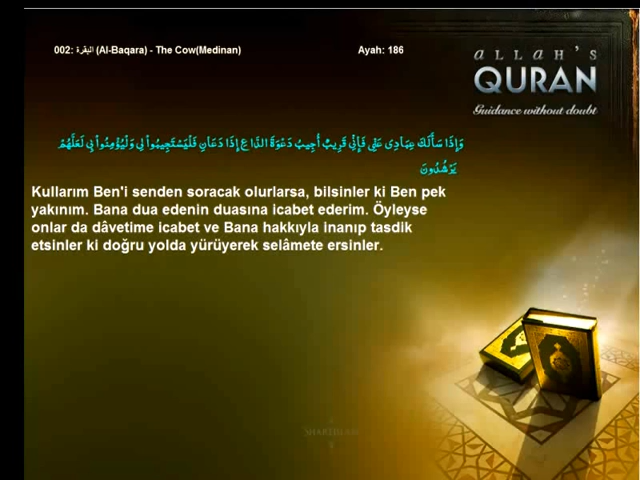 002: البقرة (Al-Baqara) - The Cow(Medinan) Ayah: 186
ALLAH'S
QURAN
Guidance without doubt
وَإِذَا سَأَلَكَ عِبَادِى عَنِّى فَإِنِّى قَرِيبٌ أُجِيبُ دَعْوَةَ الدَّاعِ إِذَا دَعَانِ فَلْيَسْتَجِيبُواْ لِى وَلْيُؤْمِنُواْ بِى لَعَلَّهُمْ
يَرْشُدُونَ
Kullarım Ben'i senden soracak olurlarsa, bilsinler ki Ben pek
yakınım. Bana dua edenin duasına icabet ederim. Öyleyse
onlar da dâvetime icabet ve Bana hakkıyla inanıp tasdik
etsinler ki doğru yolda yürüyerek selâmete ersinler.